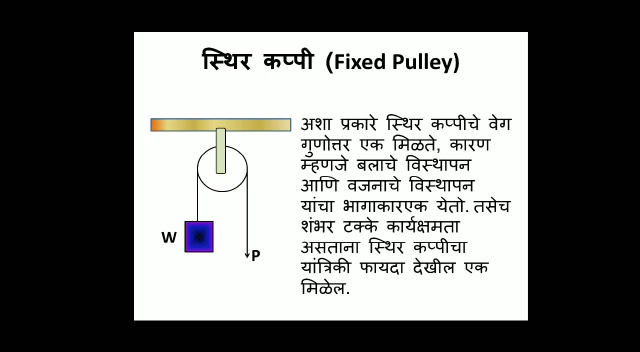 स्थिर कप्पी (Fixed Pulley)
अशा प्रकारे स्थिर कप्पीचे वेग
गुणोत्तर एक मिळते, कारण
म्हणजे बलाचे विस्थापन
आणि वजनाचे विस्थापन
यांचा भागाकारएक येतो. तसेच
शंभर टक्के कार्यक्षमता
असताना स्थिर कप्पीचा
यांत्रिकी फायदा देखील एक
मिळेल.
W
P